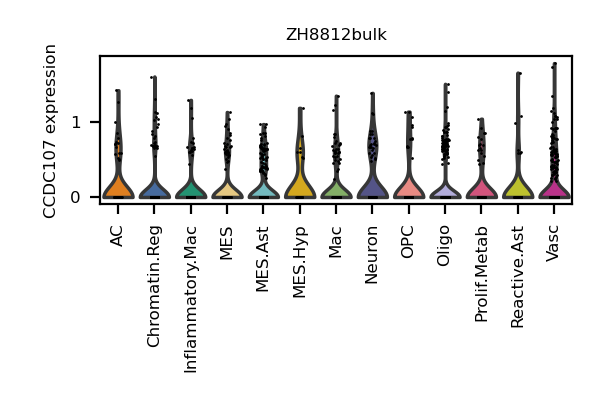 ZH8812bulk
CCDC107 expression
1
0
AC
Chromatin.Reg
Inflammatory.Mac
MES
MES.Ast
MES.Hyp
Mac
Neuron
OPC
Oligo
Prolif.Metab
Reactive.Ast
Vasc